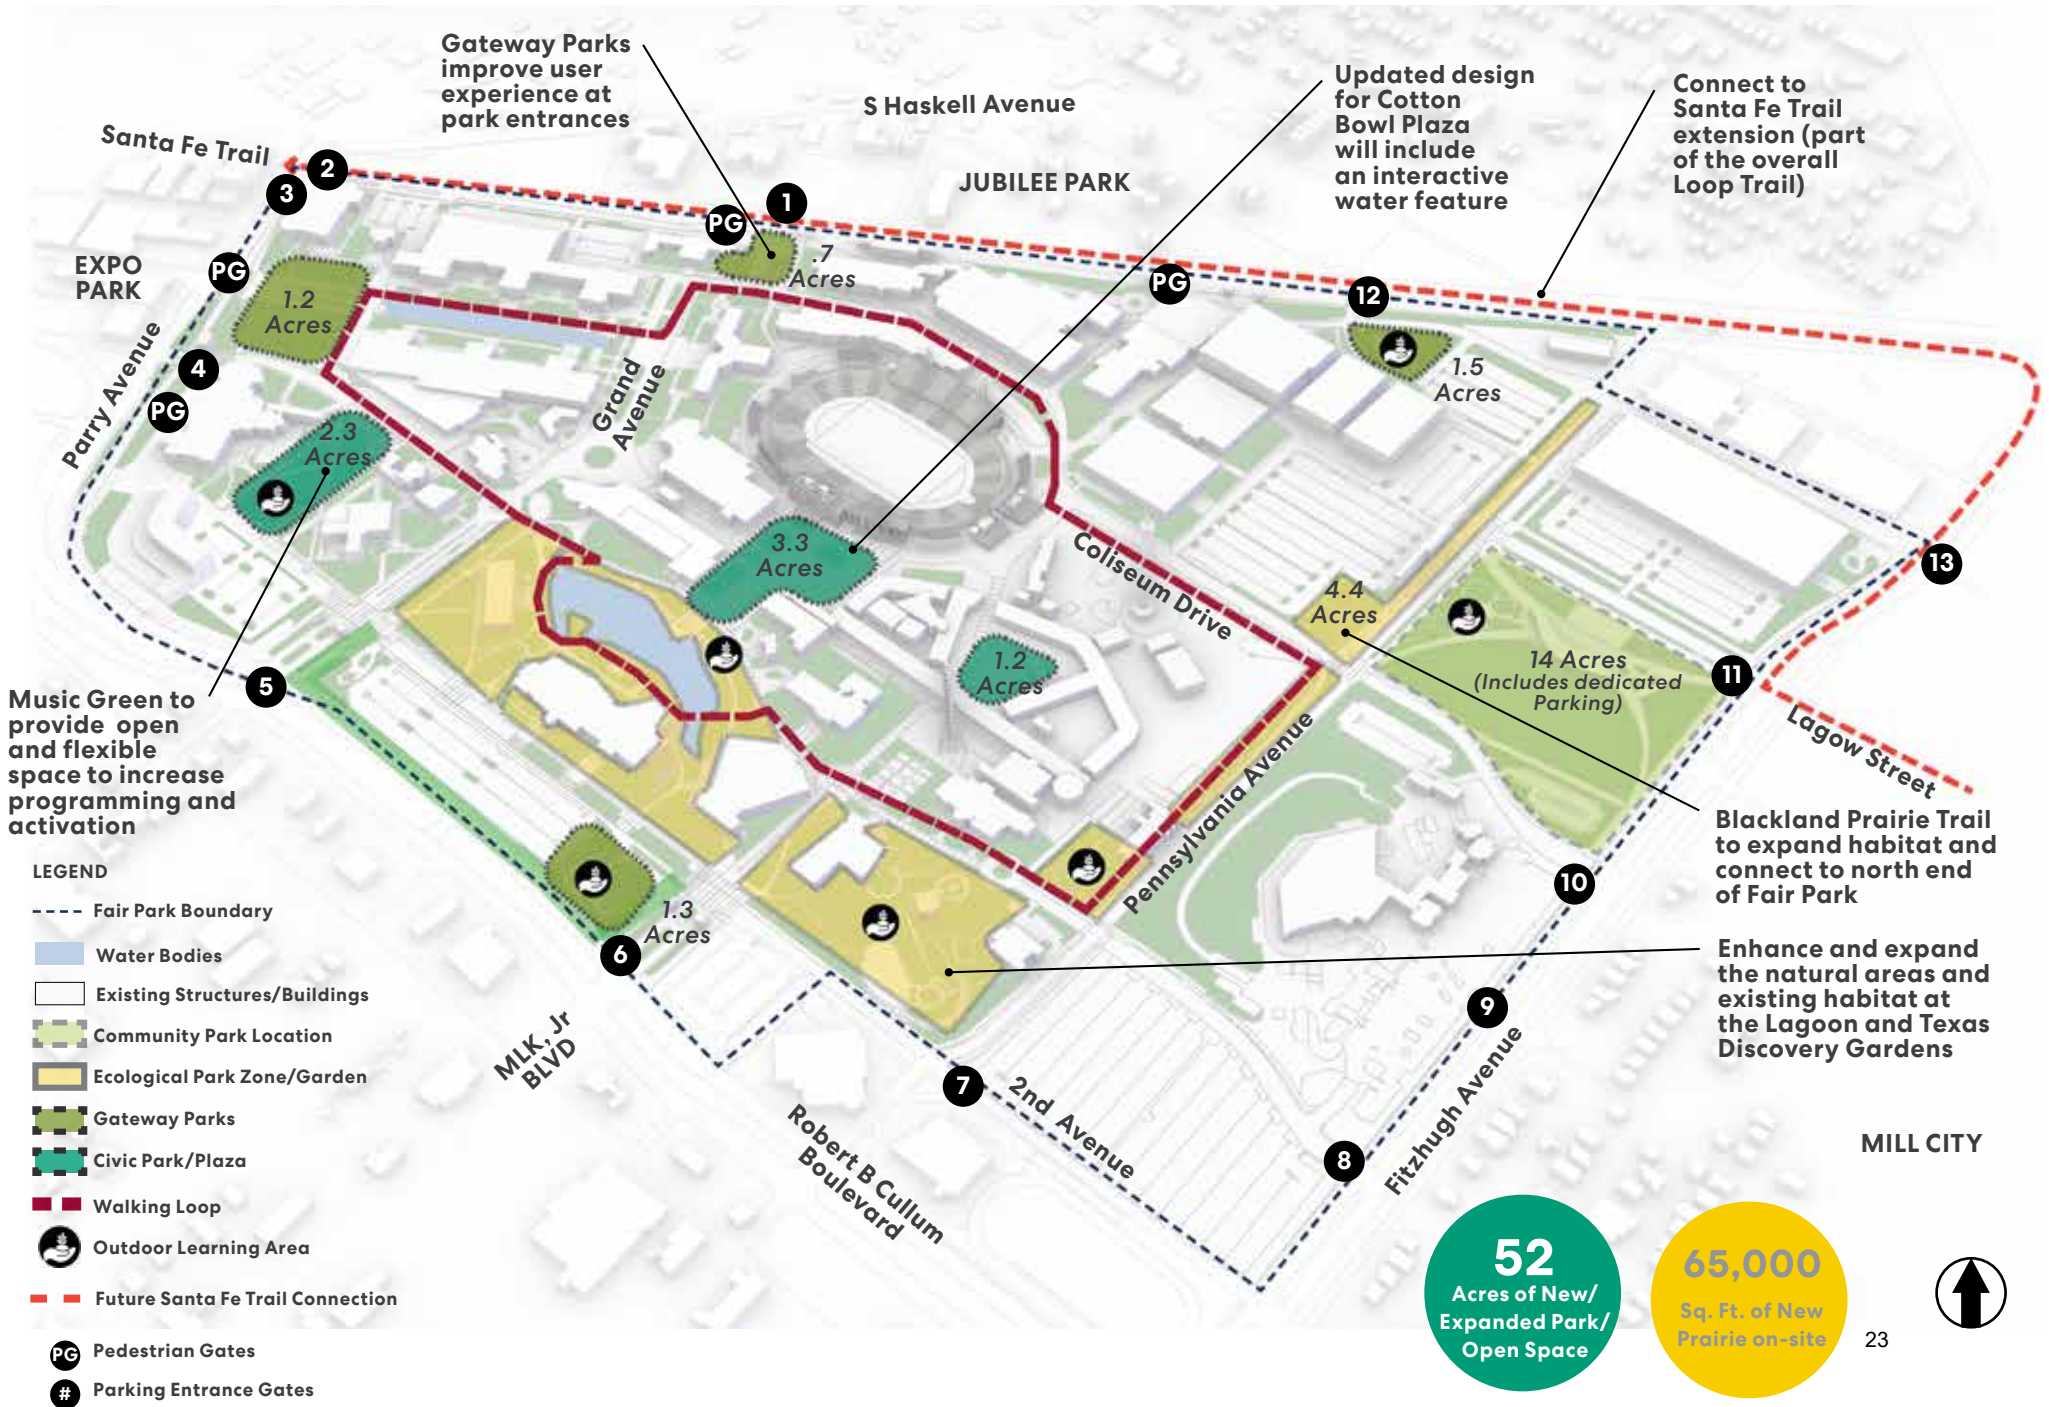 Gateway Parks
improve user
experience at
park entrances
S Haskell Avenue
Updated design
for Cotton
Bowl Plaza
will include
an interactive
water feature
Connect to
Santa Fe Trail
extension (part
of the overall
Loop Trail)
Santa Fe Trail
JUBILEE PARK
2
3
1
PG
EXPO
PARK
PG
1.2
Acres
.7
Acres
PG
12
4
PG
Parry Avenue
Grand
Avenue
1.5
Acres
2.3
Acres
3.3
Acres
Coliseum Drive
13
4.4
Acres
14 Acres
(Includes dedicated
Parking)
11
1.2
Acres
5
Lagow Street
Music Green to
provide open
and flexible
space to increase
programming and
activation
Pennsylvania Avenue
Blackland Prairie Trail
to expand habitat and
connect to north end
of Fair Park
10
1.3
Acres
6
Enhance and expand
the natural areas and
existing habitat at
the Lagoon and Texas
Discovery Gardens
9
MLK, Jr
BLVD
7
2nd Avenue
Robert B Cullum
Boulevard
8
Fitzhugh Avenue
MILL CITY
LEGEND
Fair Park Boundary
Water Bodies
Existing Structures/Buildings
Community Park Location
Ecological Park Zone/Garden
Gateway Parks
Civic Park/Plaza
Walking Loop
Outdoor Learning Area
Future Santa Fe Trail Connection
PG Pedestrian Gates
# Parking Entrance Gates
52
Acres of New/
Expanded Park/
Open Space
65,000
Sq. Ft. of New
Prairie on-site
23